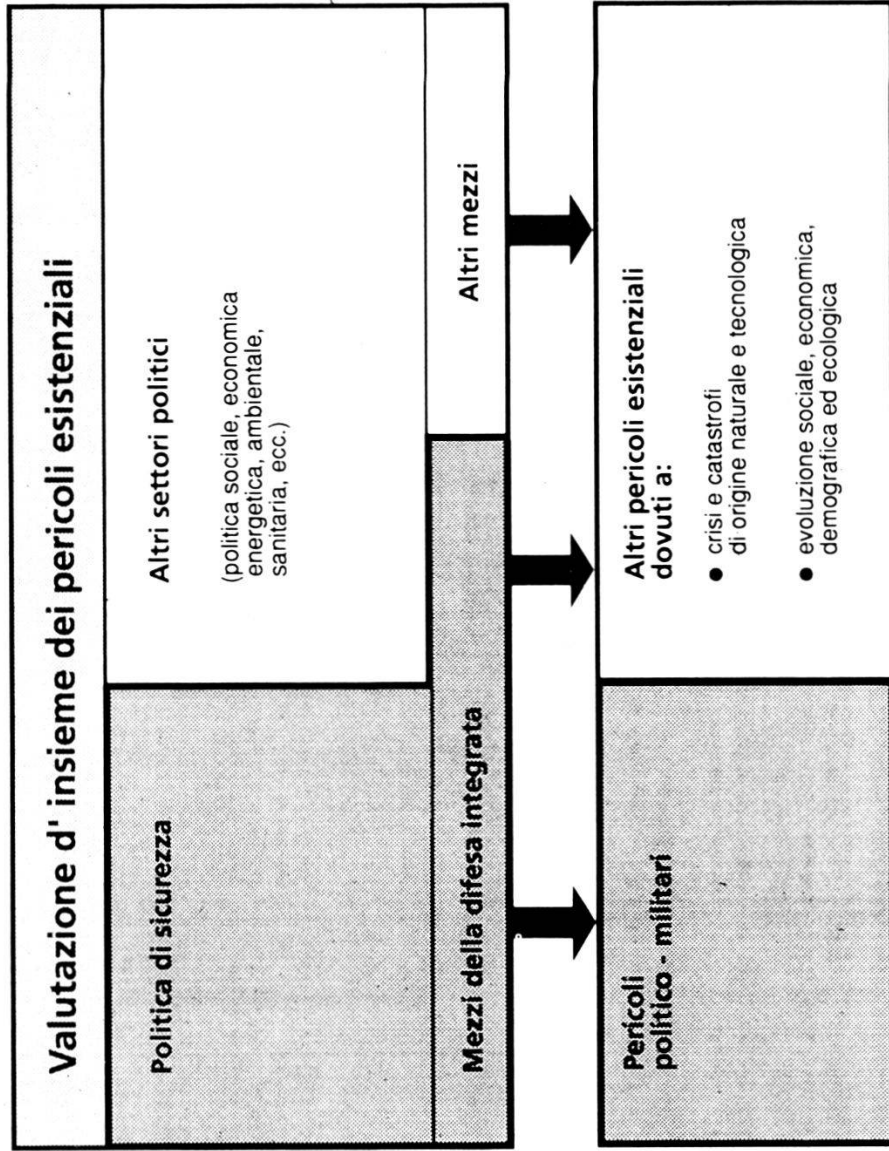 Valutazione d' insieme dei pericoli esistenziali
Politica di sicurezza
Altri settori politici
(politica sociale, economica
energetica, ambientale,
sanitaria, ecc.)
Mezzi della difesa integrata
Altri mezzi
Pericoli
politico - militari
Altri pericoli esistenziali
dovuti a:
● crisi e catastrofi
di origine naturale e tecnologica
● evoluzione sociale, economica,
demografica ed ecologica